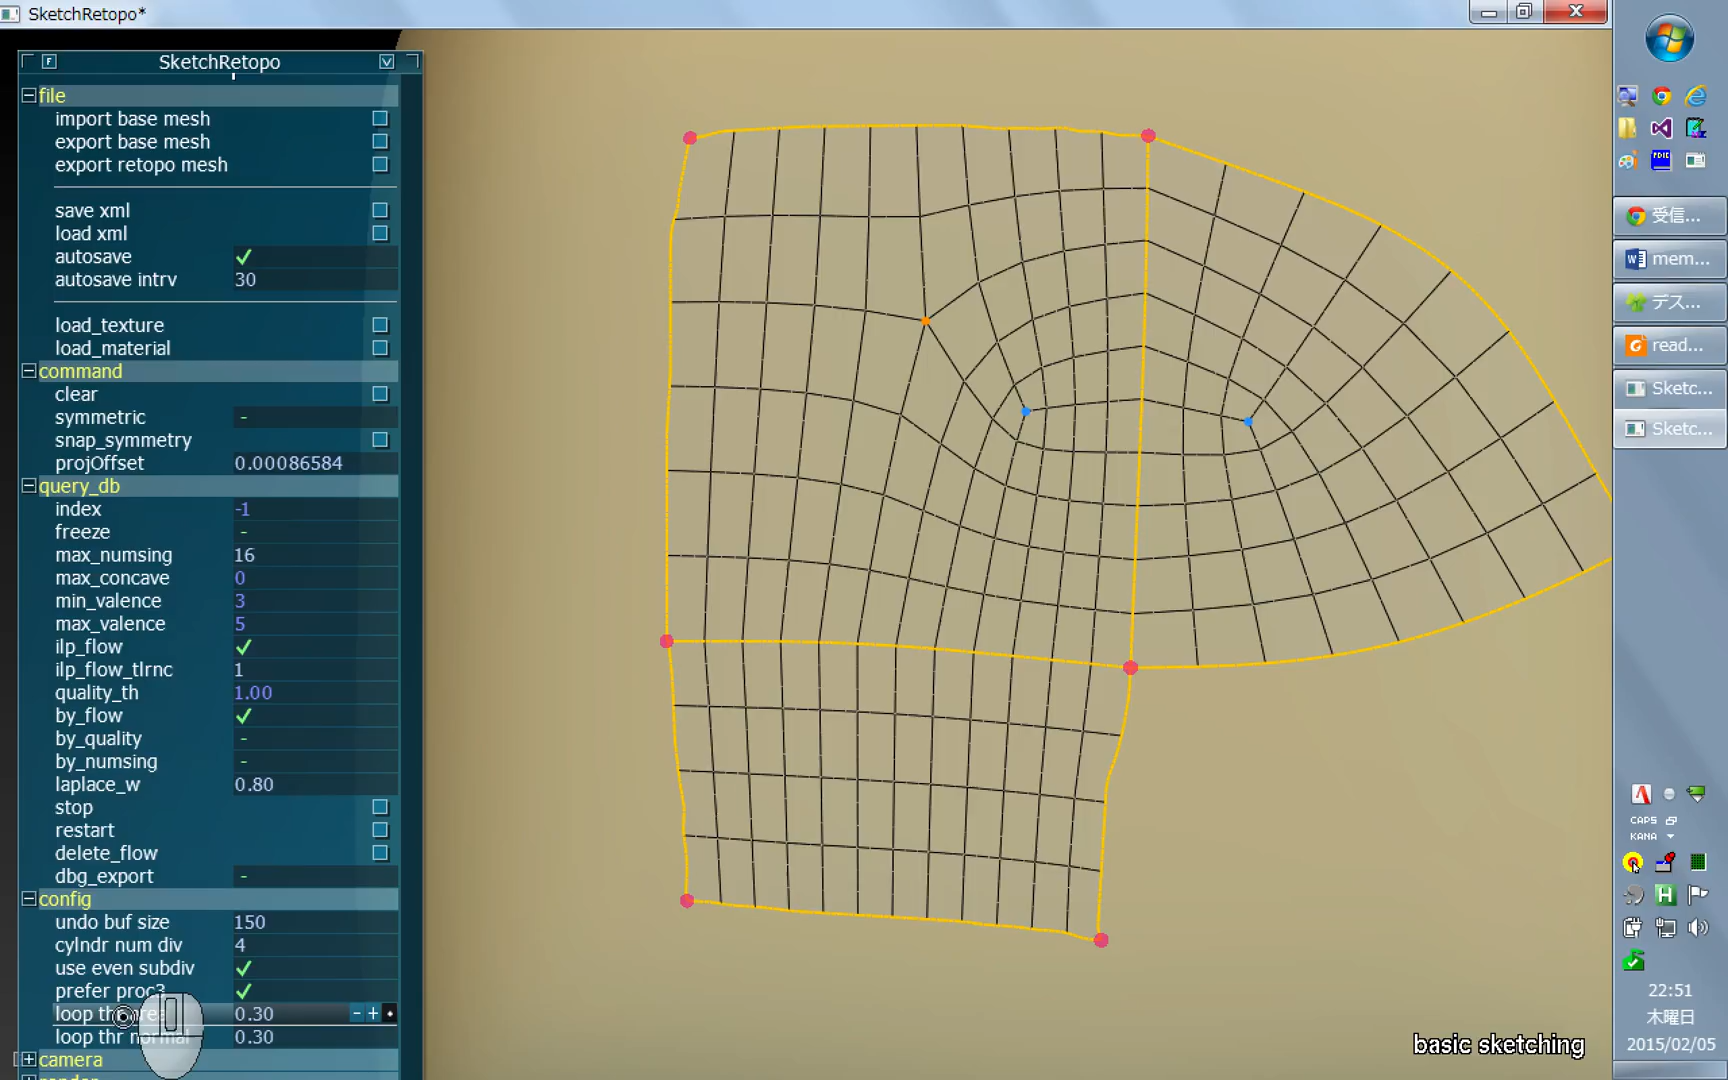 SketchRetopo*
SketchRetopo
file
import base mesh
export base mesh
export retopo mesh
save xml
load xml
autosave
autosave intrv 30
load_texture
load_material
command
clear
symmetric -
snap_symmetry
projOffset 0.00086584
query_db
index -1
freeze -
max_numsing 16
max_concave 0
min_valence 3
max_valence 5
ilp_flow
ilp_flow_tlrnc 1
quality_th 1.00
by_flow
by_quality -
by_numsing -
laplace_w 0.80
stop
restart
delete_flow
dbg_export -
config
undo buf size 150
cylndr num div 4
use even subdiv
prefer proc3
loop thr 0.30
loop thr normal 0.30
camera
受信...
mem...
デス...
read...
Sketc...
Sketc...
CAPS
KANA
22:51
木曜日
2015/02/05
basic sketching